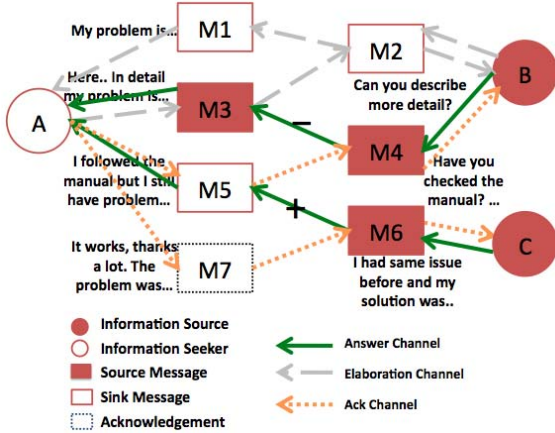 My problem is...
M1
M2
B
Here.. In detail
my problem is...
Can you describe
more detail?
A
M3
–
M4
I followed the
manual but I still
have problem...
M5
Have you
checked the
manual? ...
+
M6
C
It works, thanks
a lot. The
problem was...
M7
I had same issue
before and my
solution was..
Information Source
Information Seeker
Source Message
Sink Message
Acknowledgement
Answer Channel
Elaboration Channel
Ack Channel